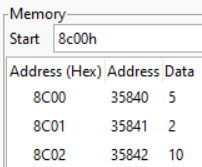 Memory
Start 8c00h
Address (Hex) Address Data
8C00 35840 5
8C01 35841 2
8C02 35842 10